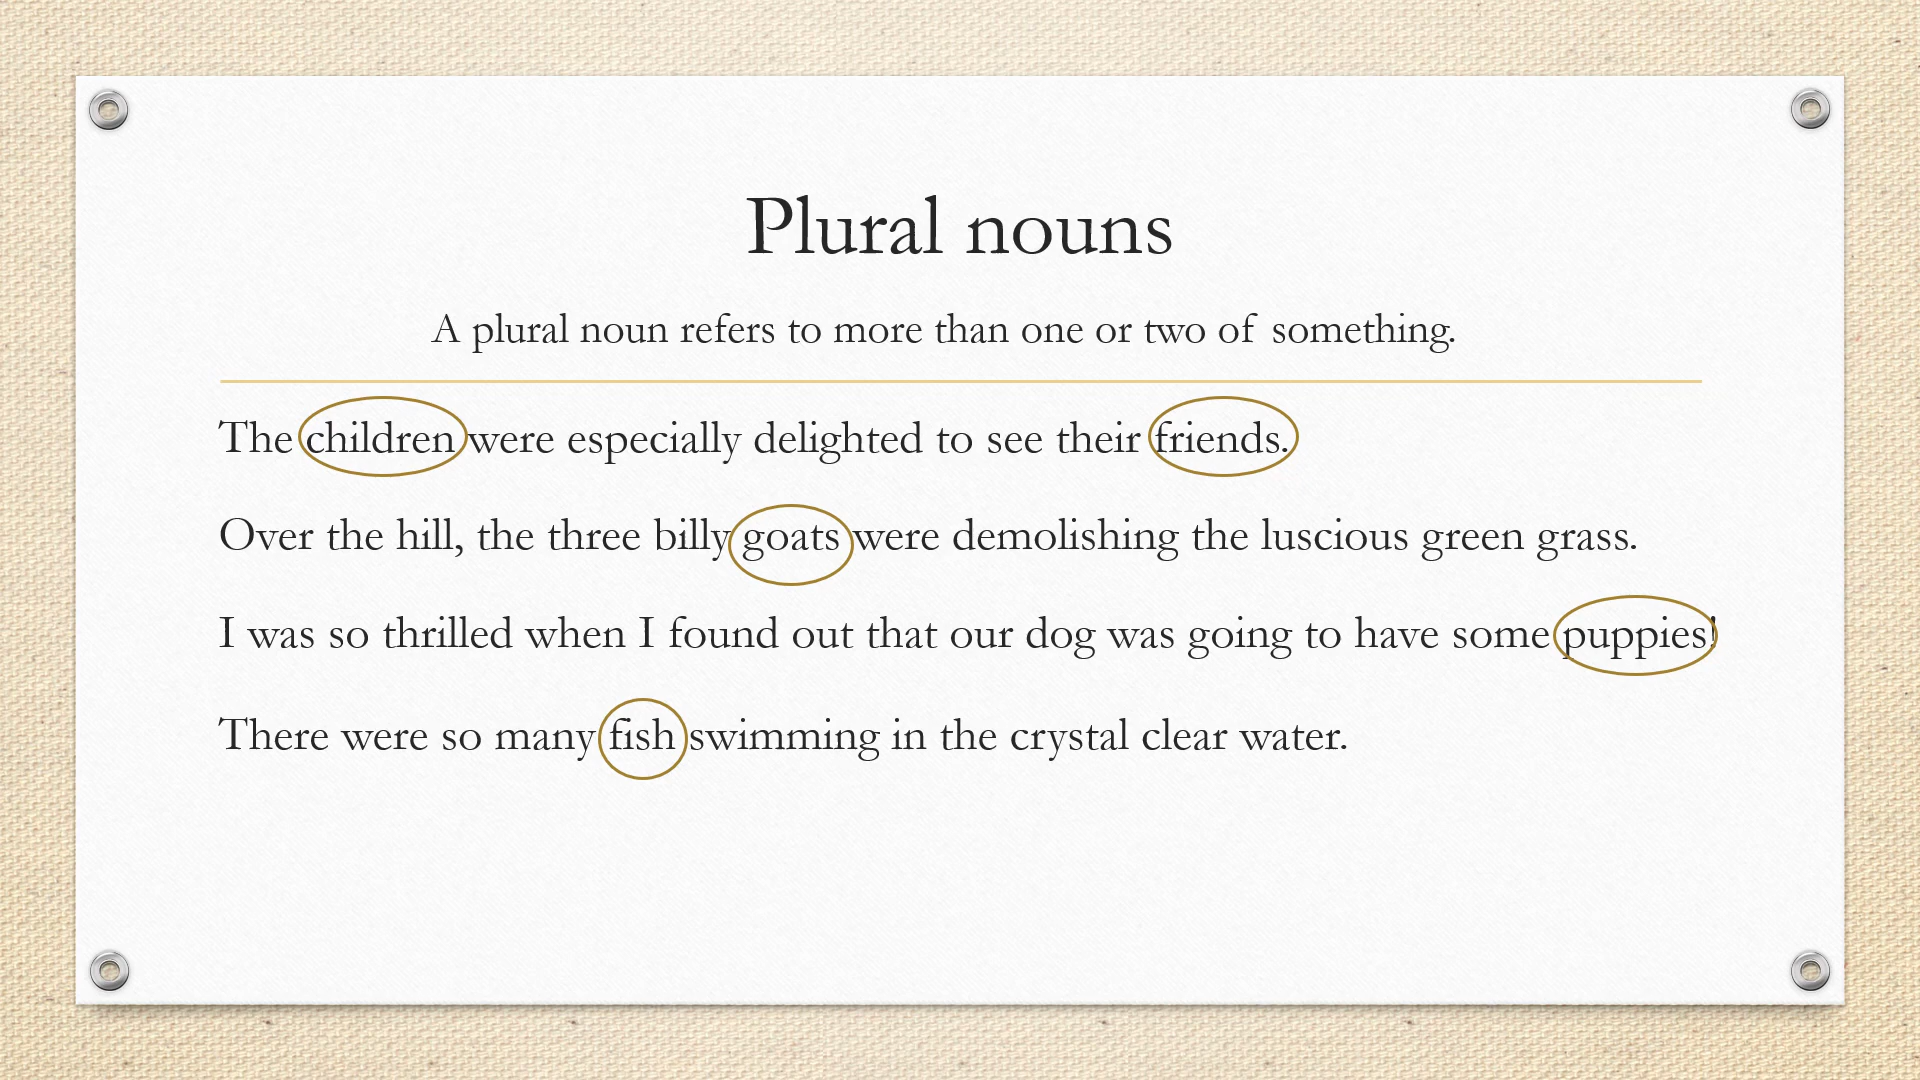 Plural nouns
A plural noun refers to more than one or two of something.
The children were especially delighted to see their friends.
Over the hill, the three billy goats were demolishing the luscious green grass.
I was so thrilled when I found out that our dog was going to have some puppies!
There were so many fish swimming in the crystal clear water.